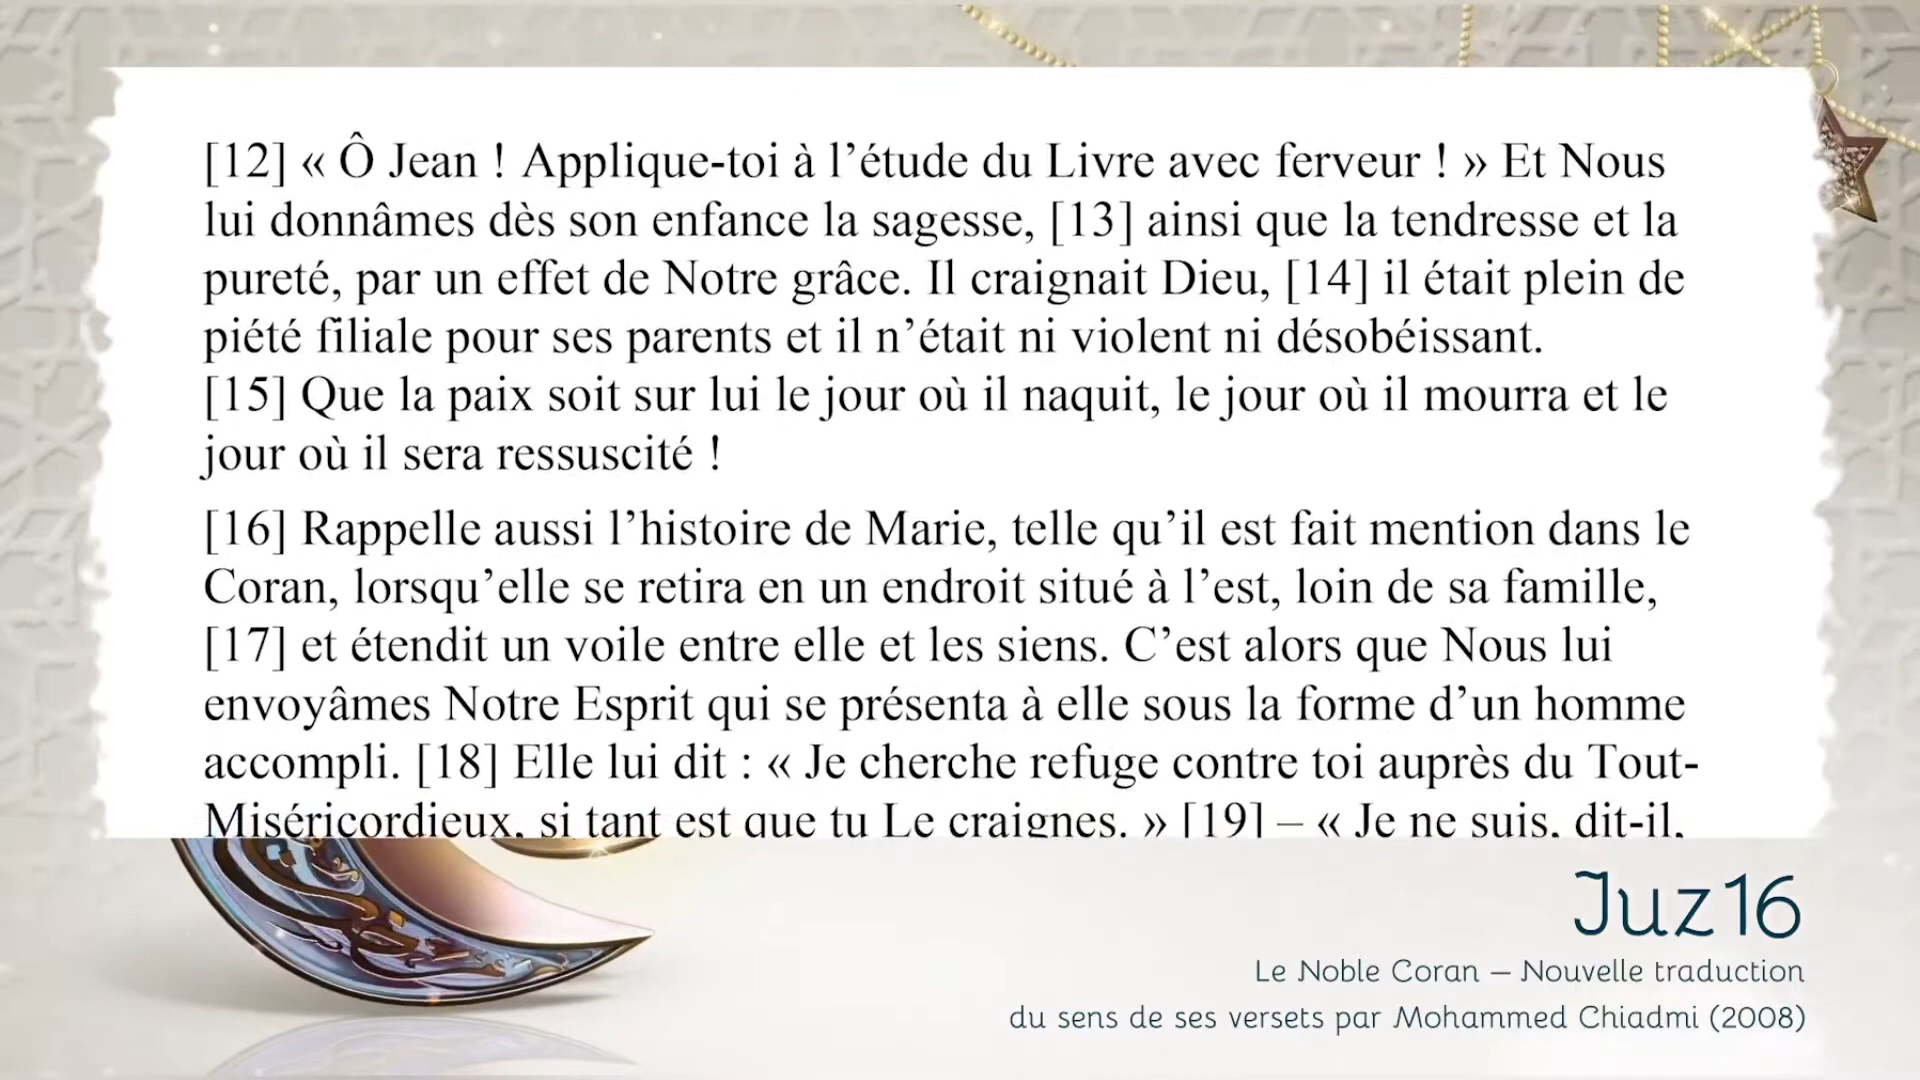 [12] « Ô Jean ! Applique-toi à l’étude du Livre avec ferveur ! » Et Nous
lui donnâmes dès son enfance la sagesse, [13] ainsi que la tendresse et la
pureté, par un effet de Notre grâce. Il craignait Dieu, [14] il était plein de
piété filiale pour ses parents et il n’était ni violent ni désobéissant.
[15] Que la paix soit sur lui le jour où il naquit, le jour où il mourra et le
jour où il sera ressuscité !
[16] Rappelle aussi l’histoire de Marie, telle qu’il est fait mention dans le
Coran, lorsqu’elle se retira en un endroit situé à l’est, loin de sa famille,
[17] et étendit un voile entre elle et les siens. C’est alors que Nous lui
envoyâmes Notre Esprit qui se présenta à elle sous la forme d’un homme
accompli. [18] Elle lui dit : « Je cherche refuge contre toi auprès du Tout-
Miséricordieux, si tant est que tu Le craignes. » [19] – « Je ne suis, dit-il,
Juz16
Le Noble Coran – Nouvelle traduction
du sens de ses versets par Mohammed Chiadmi (2008)